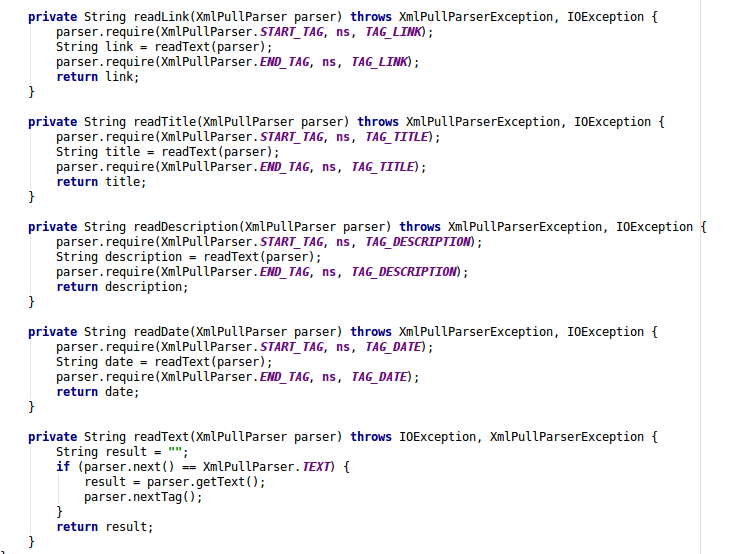 private String readLink(XmlPullParser parser) throws XmlPullParserException, IOException {
    parser.require(XmlPullParser.START_TAG, ns, TAG_LINK);
    String link = readText(parser);
    parser.require(XmlPullParser.END_TAG, ns, TAG_LINK);
    return link;
}

private String readTitle(XmlPullParser parser) throws XmlPullParserException, IOException {
    parser.require(XmlPullParser.START_TAG, ns, TAG_TITLE);
    String title = readText(parser);
    parser.require(XmlPullParser.END_TAG, ns, TAG_TITLE);
    return title;
}

private String readDescription(XmlPullParser parser) throws XmlPullParserException, IOException {
    parser.require(XmlPullParser.START_TAG, ns, TAG_DESCRIPTION);
    String description = readText(parser);
    parser.require(XmlPullParser.END_TAG, ns, TAG_DESCRIPTION);
    return description;
}

private String readDate(XmlPullParser parser) throws XmlPullParserException, IOException {
    parser.require(XmlPullParser.START_TAG, ns, TAG_DATE);
    String date = readText(parser);
    parser.require(XmlPullParser.END_TAG, ns, TAG_DATE);
    return date;
}

private String readText(XmlPullParser parser) throws IOException, XmlPullParserException {
    String result = "";
    if (parser.next() == XmlPullParser.TEXT) {
        result = parser.getText();
        parser.nextTag();
    }
    return result;
}